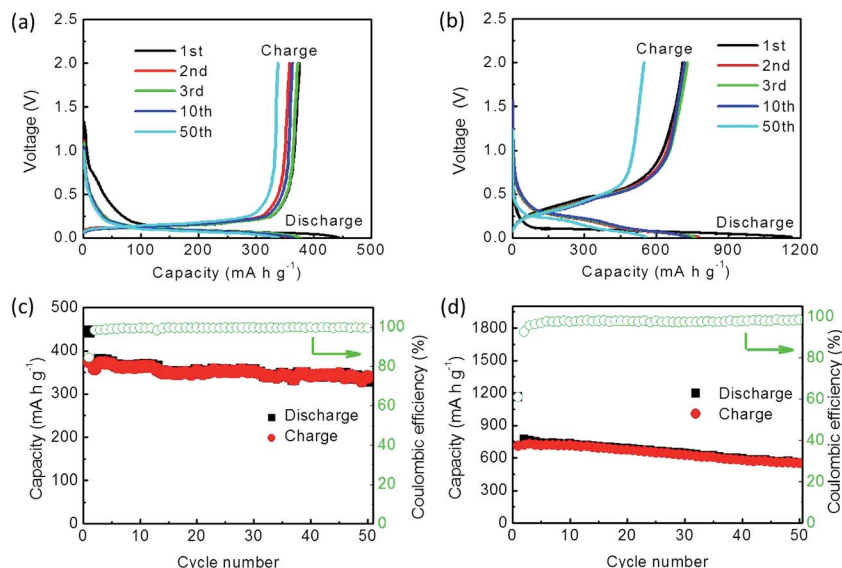 (a)
2.5
2.0
1.5
1.0
0.5
0.0
Voltage (V)
1st
2nd
3rd
10th
50th
Charge
Discharge
0 100 200 300 400 500
Capacity (mA h g⁻¹)
(b)
2.5
2.0
1.5
1.0
0.5
0.0
Voltage (V)
Charge
1st
2nd
3rd
10th
50th
Discharge
0 300 600 900 1200
Capacity (mA h g⁻¹)
(c)
500
400
300
200
100
0
Capacity (mA h g⁻¹)
Discharge
Charge
100
80
60
40
20
0
Coulombic efficiency (%)
0 10 20 30 40 50
Cycle number
(d)
1800
1500
1200
900
600
300
0
Capacity (mA h g⁻¹)
Discharge
Charge
100
80
60
40
20
0
Coulombic efficiency (%)
0 10 20 30 40 50
Cycle number